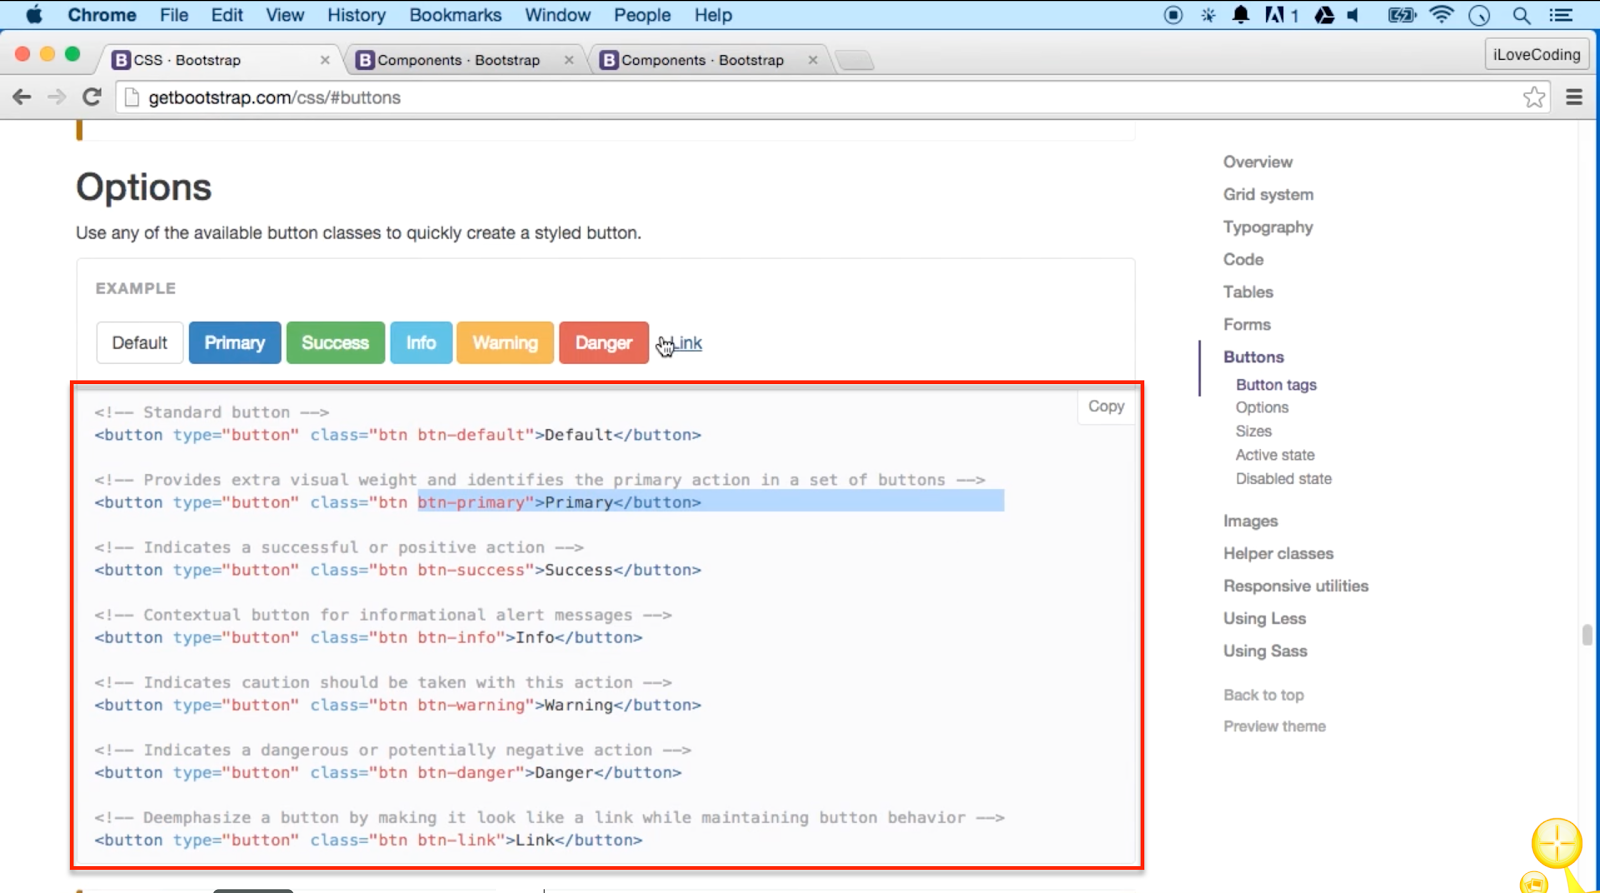 Chrome File Edit View History Bookmarks Window People Help 1
CSS · Bootstrap × Components · Bootstrap × Components · Bootstrap × iLoveCoding
getbootstrap.com/css/#buttons
Options
Use any of the available button classes to quickly create a styled button.
EXAMPLE
Default Primary Success Info Warning Danger Link
Copy
<!-- Standard button -->
<button type="button" class="btn btn-default">Default</button>
<!-- Provides extra visual weight and identifies the primary action in a set of buttons -->
<button type="button" class="btn btn-primary">Primary</button>
<!-- Indicates a successful or positive action -->
<button type="button" class="btn btn-success">Success</button>
<!-- Contextual button for informational alert messages -->
<button type="button" class="btn btn-info">Info</button>
<!-- Indicates caution should be taken with this action -->
<button type="button" class="btn btn-warning">Warning</button>
<!-- Indicates a dangerous or potentially negative action -->
<button type="button" class="btn btn-danger">Danger</button>
<!-- Deemphasize a button by making it look like a link while maintaining button behavior -->
<button type="button" class="btn btn-link">Link</button>
Overview
Grid system
Typography
Code
Tables
Forms
Buttons
Button tags
Options
Sizes
Active state
Disabled state
Images
Helper classes
Responsive utilities
Using Less
Using Sass
Back to top
Preview theme